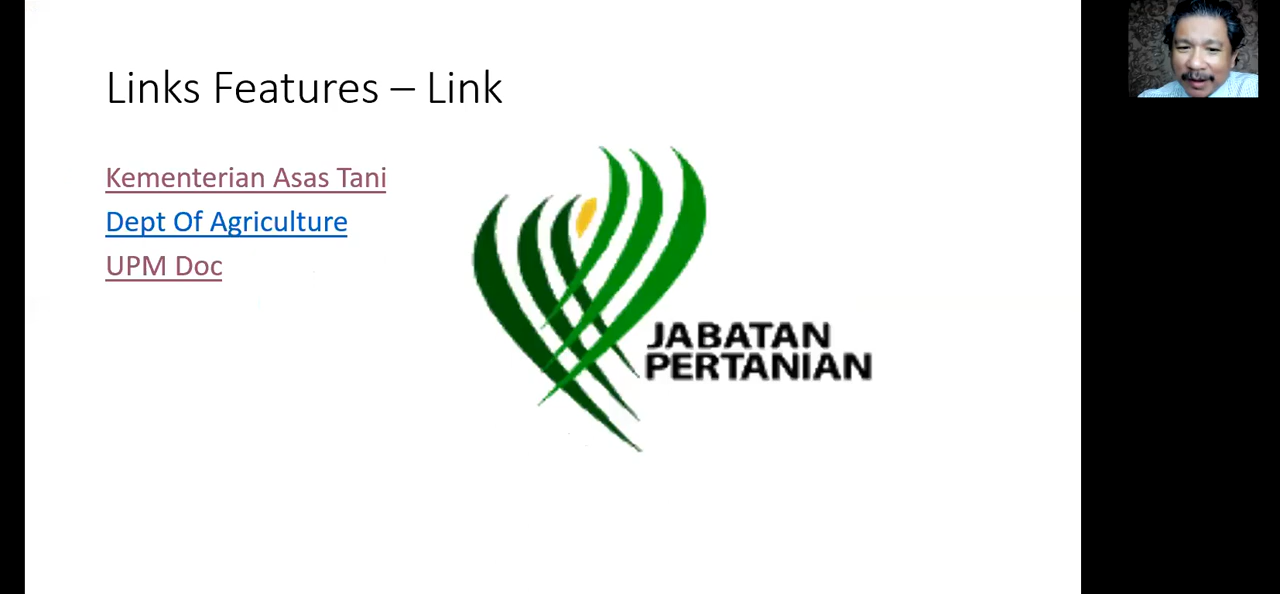 Links Features – Link
Kementerian Asas Tani
Dept Of Agriculture
UPM Doc
JABATAN
PERTANIAN